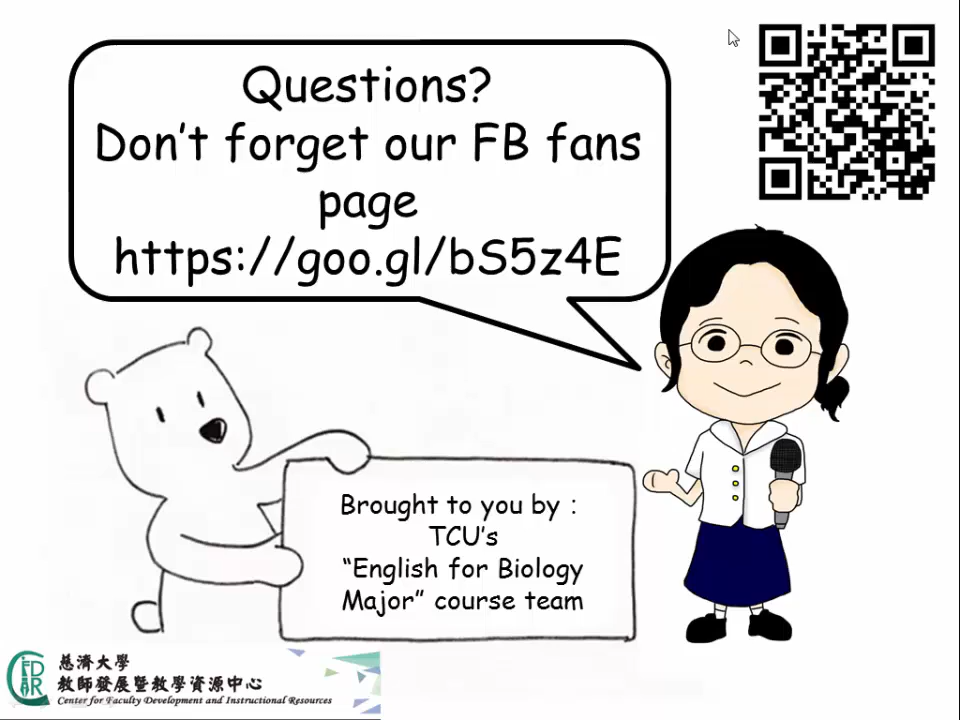 Questions?
Don't forget our FB fans
page
https://goo.gl/bS5z4E
Brought to you by：
TCU's
“English for Biology
Major” course team
慈濟大學
教師發展暨教學資源中心
Center for Faculty Development and Instructional Resources
CFDIR